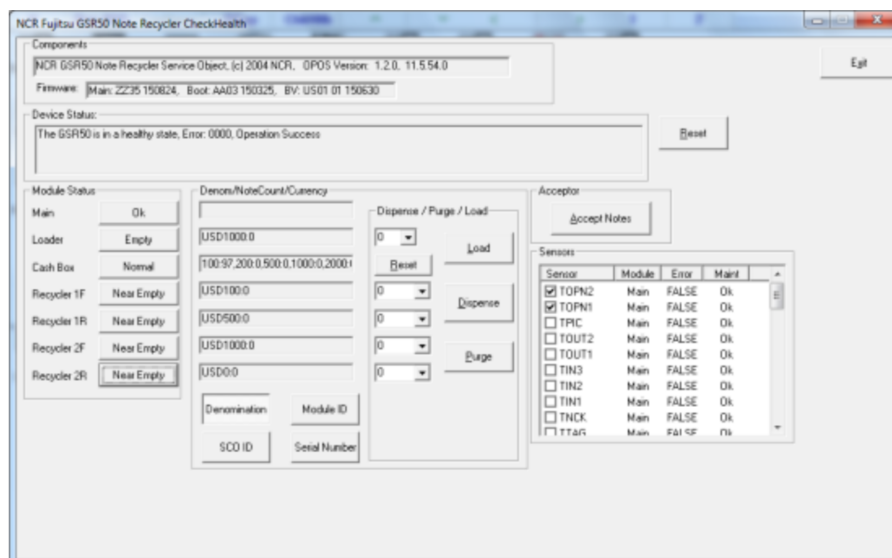 NCR Fujitsu GSR50 Note Recycler CheckHealth
Components
NCR GSR50 Note Recycler Service Object, (c) 2004 NCR, OPOS Version: 1.2.0, 11.5.54.0
Exit
Firmware: Main: ZZ35 150824, Boot: AA03 150325, BV: US01 01 150630
Device Status:
The GSR50 is in a healthy state, Error: 0000, Operation Success
Reset
Module Status
Denom/NoteCount/Currency
Acceptor
Main Ok
Dispense / Purge / Load
Accept Notes
Loader Empty
USD1000:0
0
Load
Sensors
Cash Box Normal
100:97,200:0,500:0,1000:0,2000:
Reset
Sensor Module Error Maint
Recycler 1F Near Empty
USD100:0
0
Dispense
TOPN2 Main FALSE Ok
TOPN1 Main FALSE Ok
Recycler 1R Near Empty
USD500:0
0
TPIC Main FALSE Ok
TOUT2 Main FALSE Ok
Recycler 2F Near Empty
USD1000:0
0
Purge
TOUT1 Main FALSE Ok
TIN3 Main FALSE Ok
Recycler 2R Near Empty
USD0:0
0
TIN2 Main FALSE Ok
TIN1 Main FALSE Ok
Denomination
Module ID
TNCK Main FALSE Ok
TTAG Main FALSE Ok
SCO ID
Serial Number